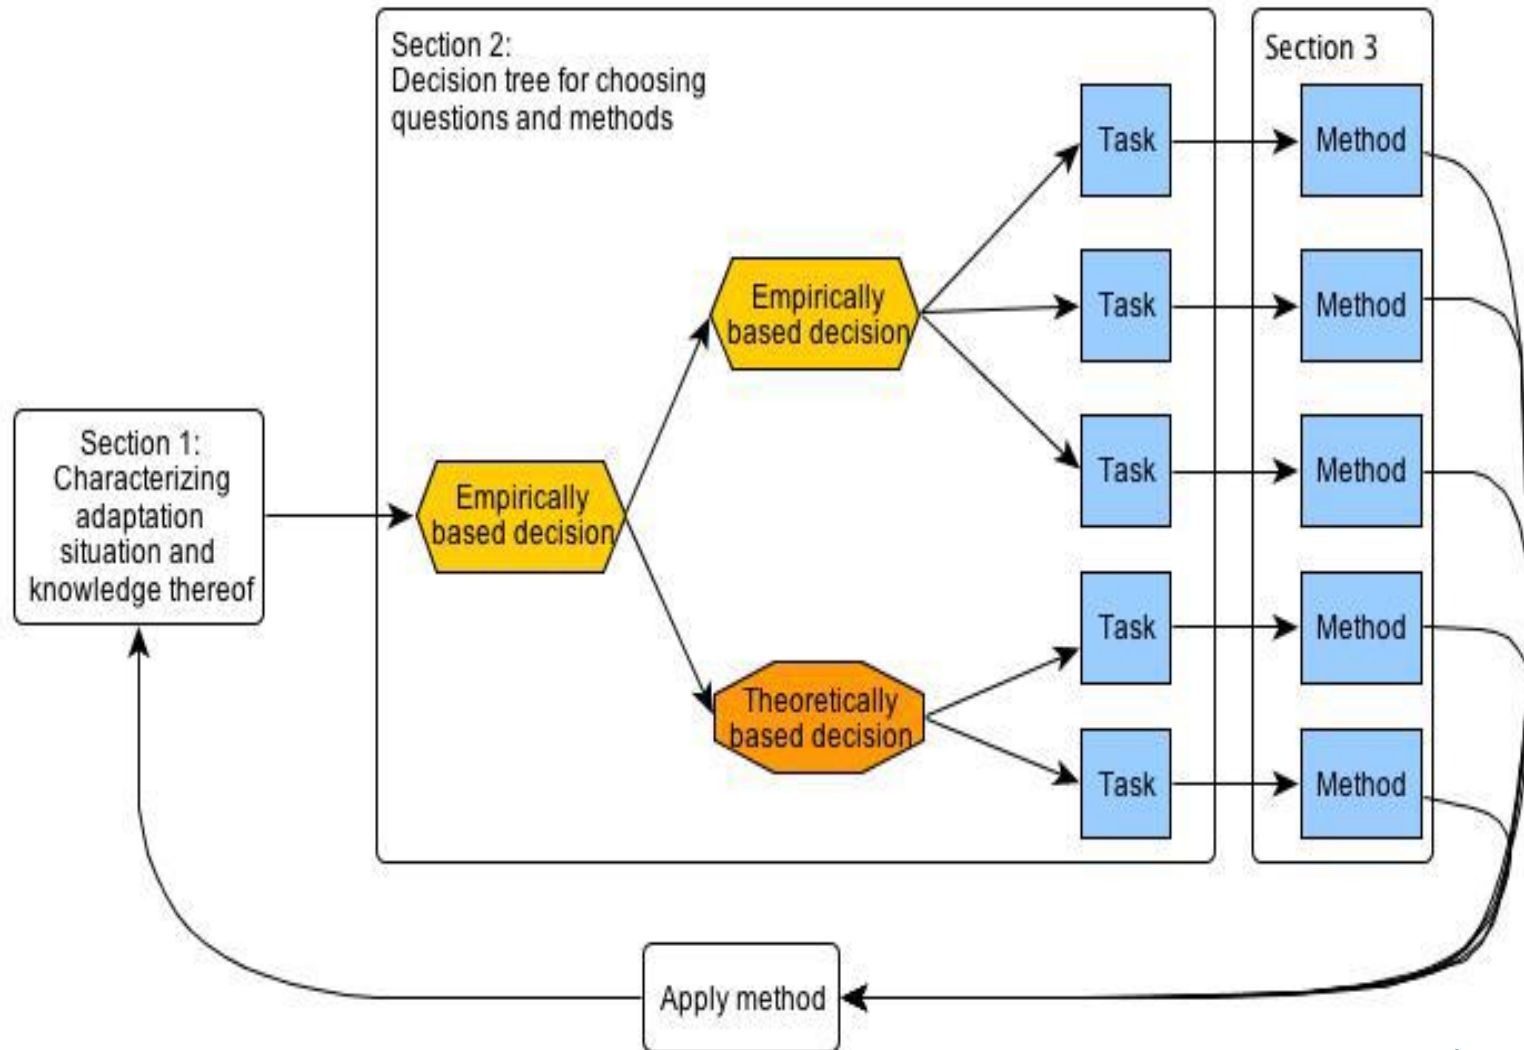 Section 2:
Decision tree for choosing
questions and methods
Section 3
Task
Method
Empirically
based decision
Task
Method
Task
Method
Section 1:
Characterizing
adaptation
situation and
knowledge thereof
Empirically
based decision
Task
Method
Theoretically
based decision
Task
Method
Apply method